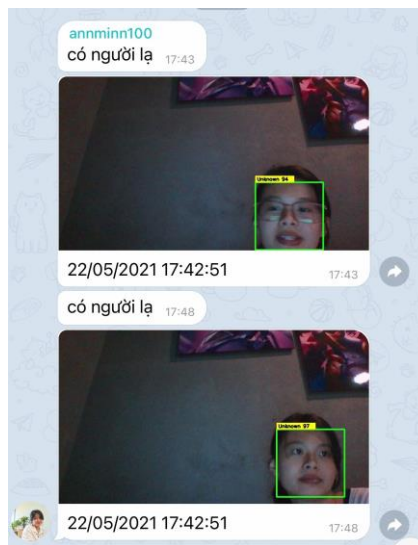 annminn100
có người lạ 17:43
Unknown 94
22/05/2021 17:42:51 17:43
có người lạ 17:48
Unknown 97
22/05/2021 17:42:51 17:48